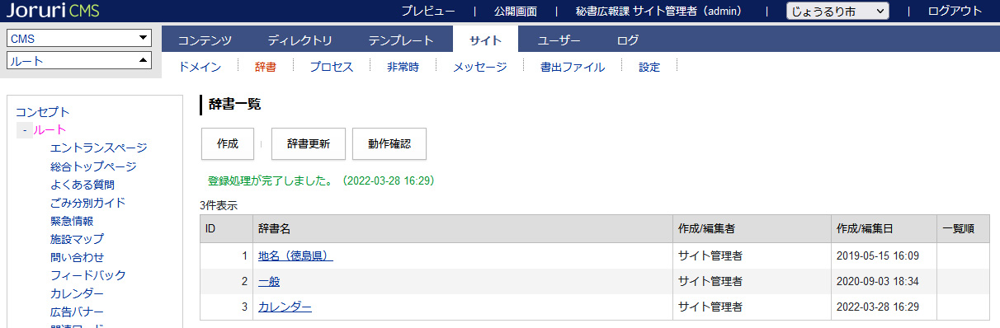 Joruri CMS プレビュー | 公開画面 | 秘書広報課 サイト管理者（admin） | じょうるり市 | ログアウト
CMS コンテンツ ディレクトリ テンプレート サイト ユーザー ログ
ルート ドメイン 辞書 プロセス 非常時 メッセージ 書出ファイル 設定
コンセプト
- ルート
エントランスページ
総合トップページ
よくある質問
ごみ分別ガイド
緊急情報
施設マップ
問い合わせ
フィードバック
カレンダー
広告バナー
辞書一覧
作成 | 辞書更新 動作確認
登録処理が完了しました。（2022-03-28 16:29）
3件表示
ID 辞書名 作成/編集者 作成/編集日 一覧順
1 地名（徳島県） サイト管理者 2019-05-15 16:09
2 一般 サイト管理者 2020-09-03 18:34
3 カレンダー サイト管理者 2022-03-28 16:29